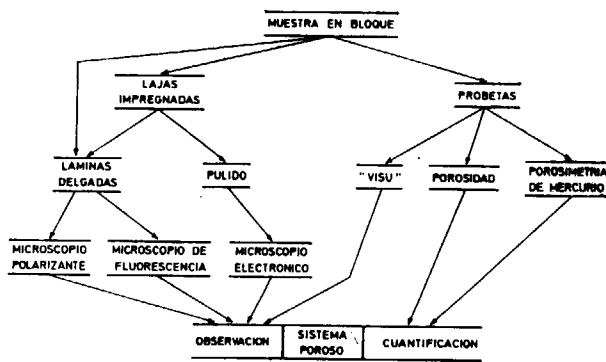 MUESTRA EN BLOQUE
LAJAS
IMPREGNADAS
PROBETAS
LAMINAS
DELGADAS
PULIDO
"VISU"
POROSIDAD
POROSIMETRIA
DE MERCURIO
MICROSCOPIO
POLARIZANTE
MICROSCOPIO DE
FLUORESCENCIA
MICROSCOPIO
ELECTRONICO
OBSERVACION
SISTEMA
POROSO
CUANTIFICACION